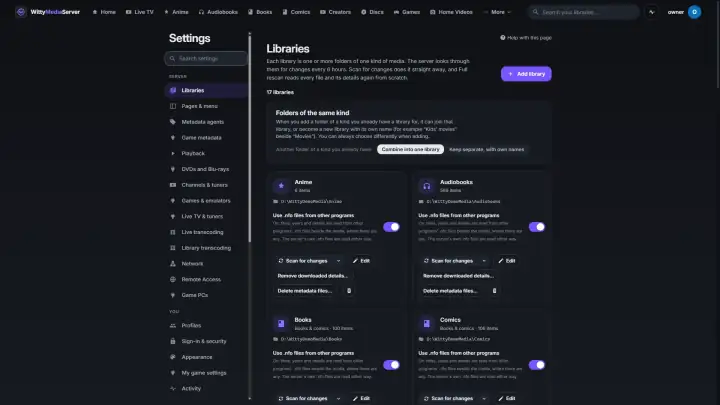 WittyMediaServer
Home
Live TV
Anime
Audiobooks
Books
Comics
Creators
Discs
Games
Home Videos
More
Search your libraries...
owner
D
Settings
Search settings
SERVER
Libraries
Pages & menu
Metadata agents
Game metadata
Playback
DVDs and Blu-rays
Channels & tuners
Games & emulators
Live TV & tuners
Live transcoding
Library transcoding
Network
Remote Access
Game PCs
YOU
Profiles
Sign-in & security
Appearance
My game settings
Activity
Libraries
Help with this page
Each library is one or more folders of one kind of media. The server looks through
them for changes every 6 hours. Scan for changes does it straight away, and Full
rescan reads every file and its details again from scratch.
Add library
17 libraries
Folders of the same kind
When you add a folder of a kind you already have a library for, it can join that
library, or become a new library with its own name (for example "Kids' movies"
beside "Movies"). You can always choose differently when adding.
Another folder of a kind you already have
Combine into one library
Keep separate, with own names
Anime
6 items
D:\WittyDemoMedia\Anime
Use .nfo files from other programs
Scan for changes
Edit
Remove downloaded details...
Delete metadata files...
Audiobooks
D:\WittyDemoMedia\Audiobooks
Use .nfo files from other programs
Scan for changes
Edit
Remove downloaded details...
Delete metadata files...
Books
Books & comics · 100 items
D:\WittyDemoMedia\Books
Use .nfo files from other programs
Scan for changes
Edit
Comics
Books & comics · 106 items
D:\WittyDemoMedia\Comics
Use .nfo files from other programs
Scan for changes
Edit